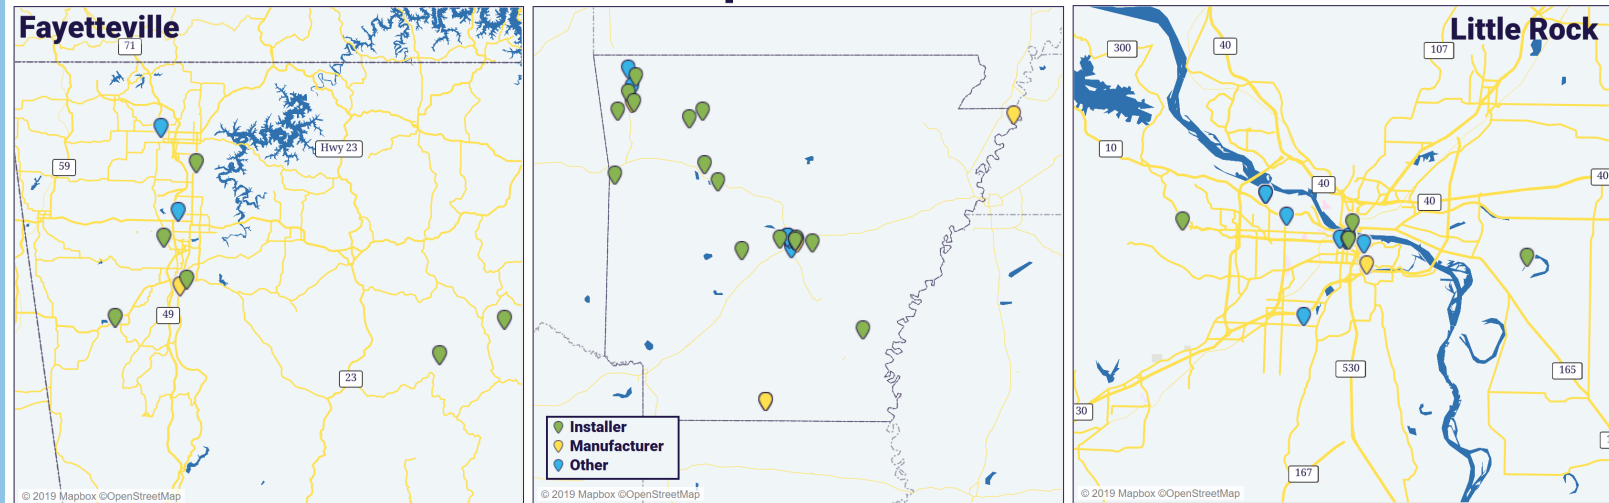 Fayetteville
71
59
Hwy 23
49
23
© 2019 Mapbox ©OpenStreetMap
Installer
Manufacturer
Other
© 2019 Mapbox ©OpenStreetMap
Little Rock
300
40
107
10
40
40
40
530
165
30
167
© 2019 Mapbox ©OpenStreetMap